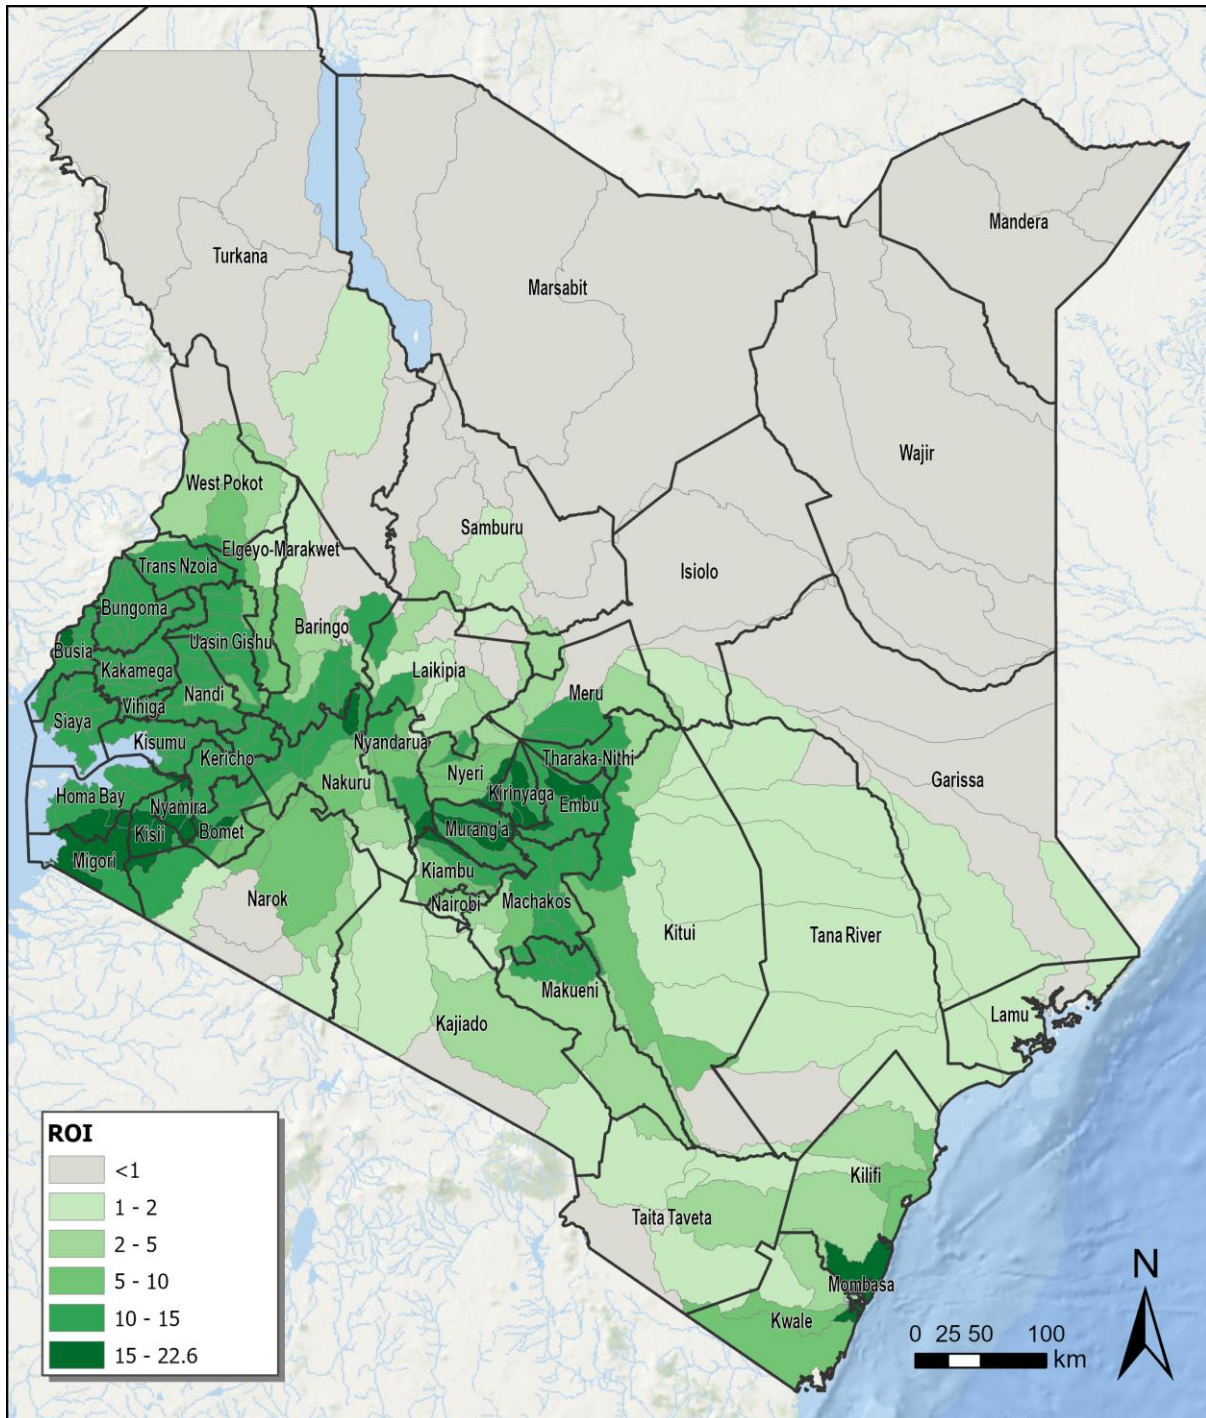 Mandera
Turkana
Marsabit
Wajir
West Pokot
Samburu
Elgeyo-Marakwet
Trans Nzoia
Isiolo
Bungoma
Baringo
Uasin Gishu
Busia
Kakamega
Laikipia
Nandi
Meru
Vihiga
Siaya
Kisumu
Nyandarua
Kericho
Tharaka-Nithi
Nyeri
Garissa
Nakuru
Homa Bay
Kirinyaga
Nyamira
Embu
Kisii
Bomet
Murang'a
Migori
Kiambu
Narok
Nairobi
Machakos
Kitui
Tana River
Makueni
Lamu
Kajiado
Kilifi
Taita Taveta
Mombasa
Kwale
ROI
<1
1 - 2
2 - 5
5 - 10
10 - 15
15 - 22.6
N
0 25 50 100
km